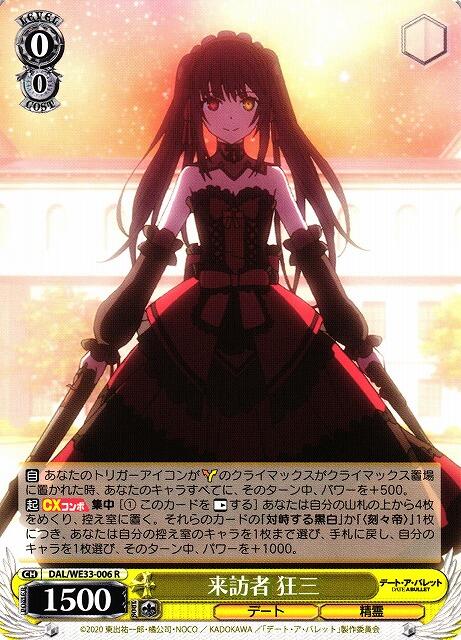 LEVEL
0
0
COST
自 あなたのトリガーアイコンが のクライマックスがクライマックス置場
に置かれた時、あなたのキャラすべてに、そのターン中、パワーを+500。
起 CXコンボ 集中 [① このカードを する] あなたは自分の山札の上から4枚
をめくり、控え室に置く。それらのカードの「対峙する黒白」か「〈刻々帝〉」1枚
につき、あなたは自分の控え室のキャラを1枚まで選び、手札に戻し、自分の
キャラを1枚選び、そのターン中、パワーを+1000。
CH DAL/WE33-006 R
POWER
1500
来訪者 狂三
デート
精霊
デート・ア・バレット
DATE A BULLET
©2020 東出祐一郎・橘公司・NOCO / KADOKAWA /「デート・ア・バレット」製作委員会